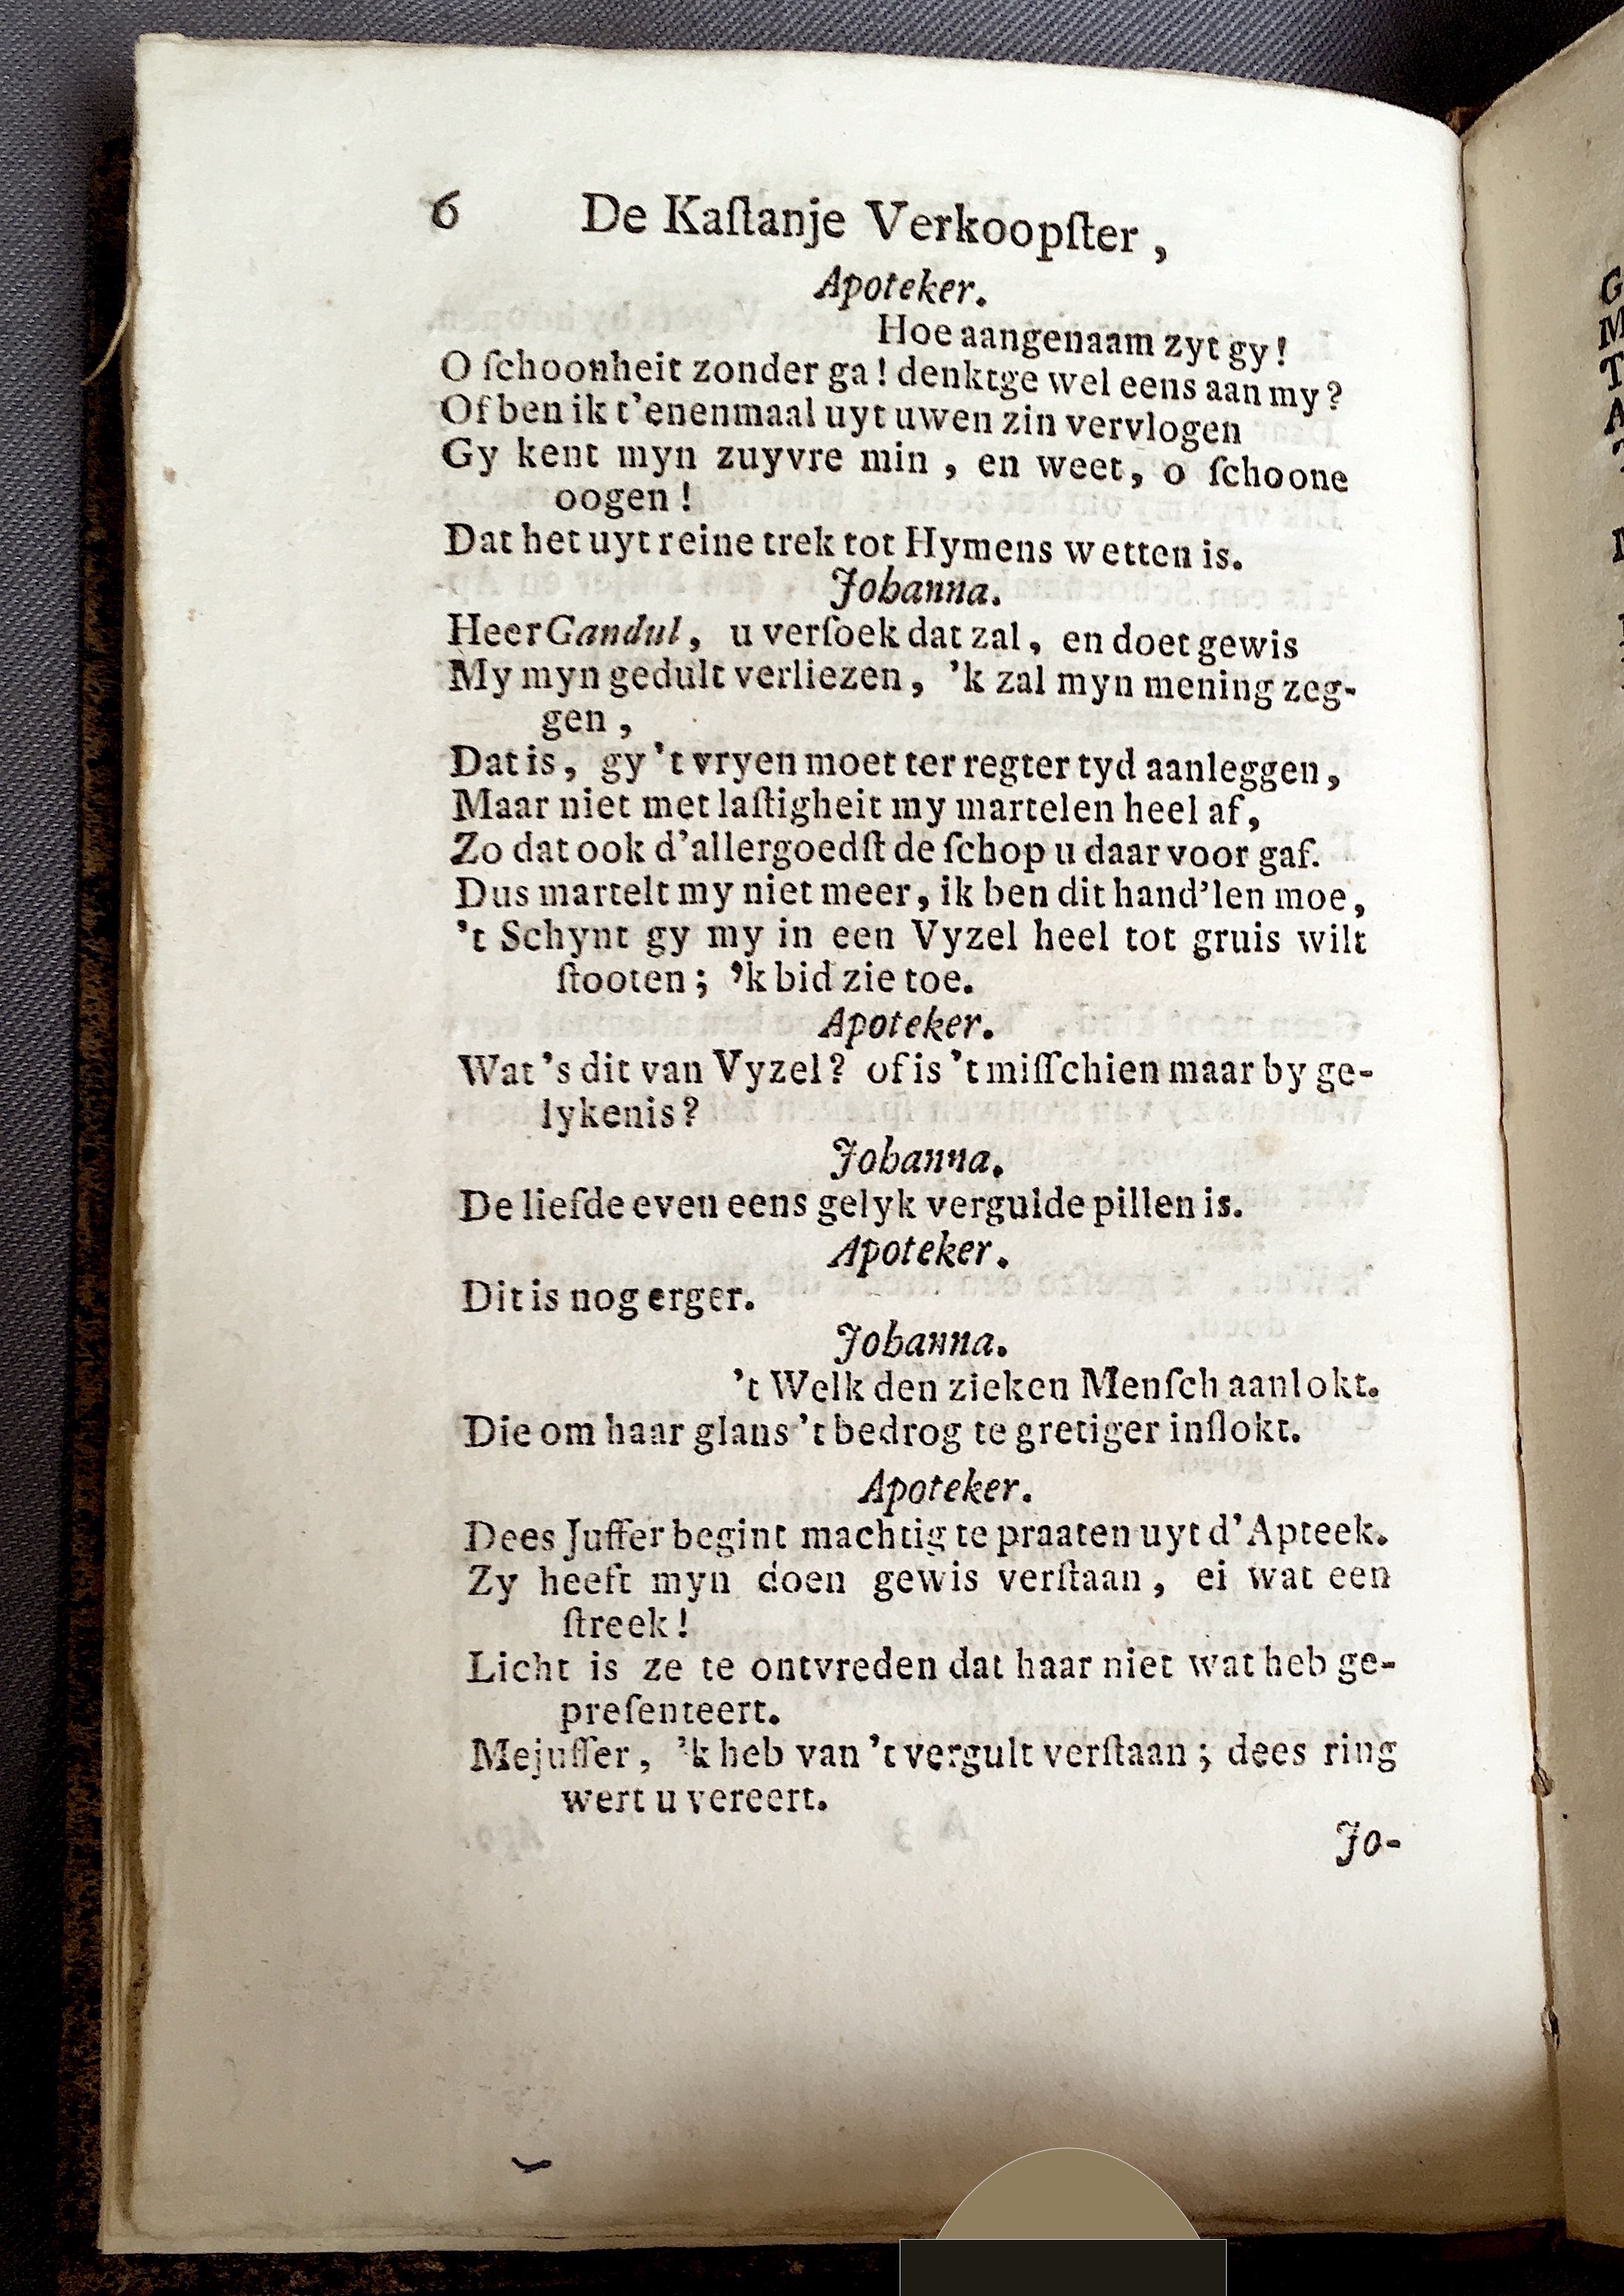 6 De Kaſtanje Verkoopſter,
Apoteker.
Hoe aangenaam zyt gy!
O ſchoonheit zonder ga! denktge wel eens aan my?
Of ben ik t'enenmaal uyt uwen zin vervlogen
Gy kent myn zuyvre min, en weet, o ſchoone
oogen!
Dat het uyt reine trek tot Hymens wetten is.
Johanna.
Heer Gandul, u verſoek dat zal, en doet gewis
My myn gedult verliezen, 'k zal myn mening zeg-
gen,
Dat is, gy 't vryen moet ter regter tyd aanleggen,
Maar niet met laſtigheit my martelen heel af,
Zo dat ook d'allergoedſt de ſchop u daar voor gaf.
Dus martelt my niet meer, ik ben dit hand'len moe,
't Schynt gy my in een Vyzel heel tot gruis wilt
ſtooten; 'k bid zie toe.
Apoteker.
Wat 's dit van Vyzel? of is 't miſſchien maar by ge-
lykenis?
Johanna.
De liefde even eens gelyk vergulde pillen is.
Apoteker.
Dit is nog erger.
Johanna.
't Welk den zieken Menſch aanlokt.
Die om haar glans 't bedrog te gretiger inſlokt.
Apoteker.
Dees Juffer begint machtig te praaten uyt d'Apteek.
Zy heeft myn doen gewis verſtaan, ei wat een
ſtreek!
Licht is ze te ontvreden dat haar niet wat heb ge-
preſenteert.
Mejuffer, 'k heb van 't vergult verſtaan; dees ring
wert u vereert.
Jo-